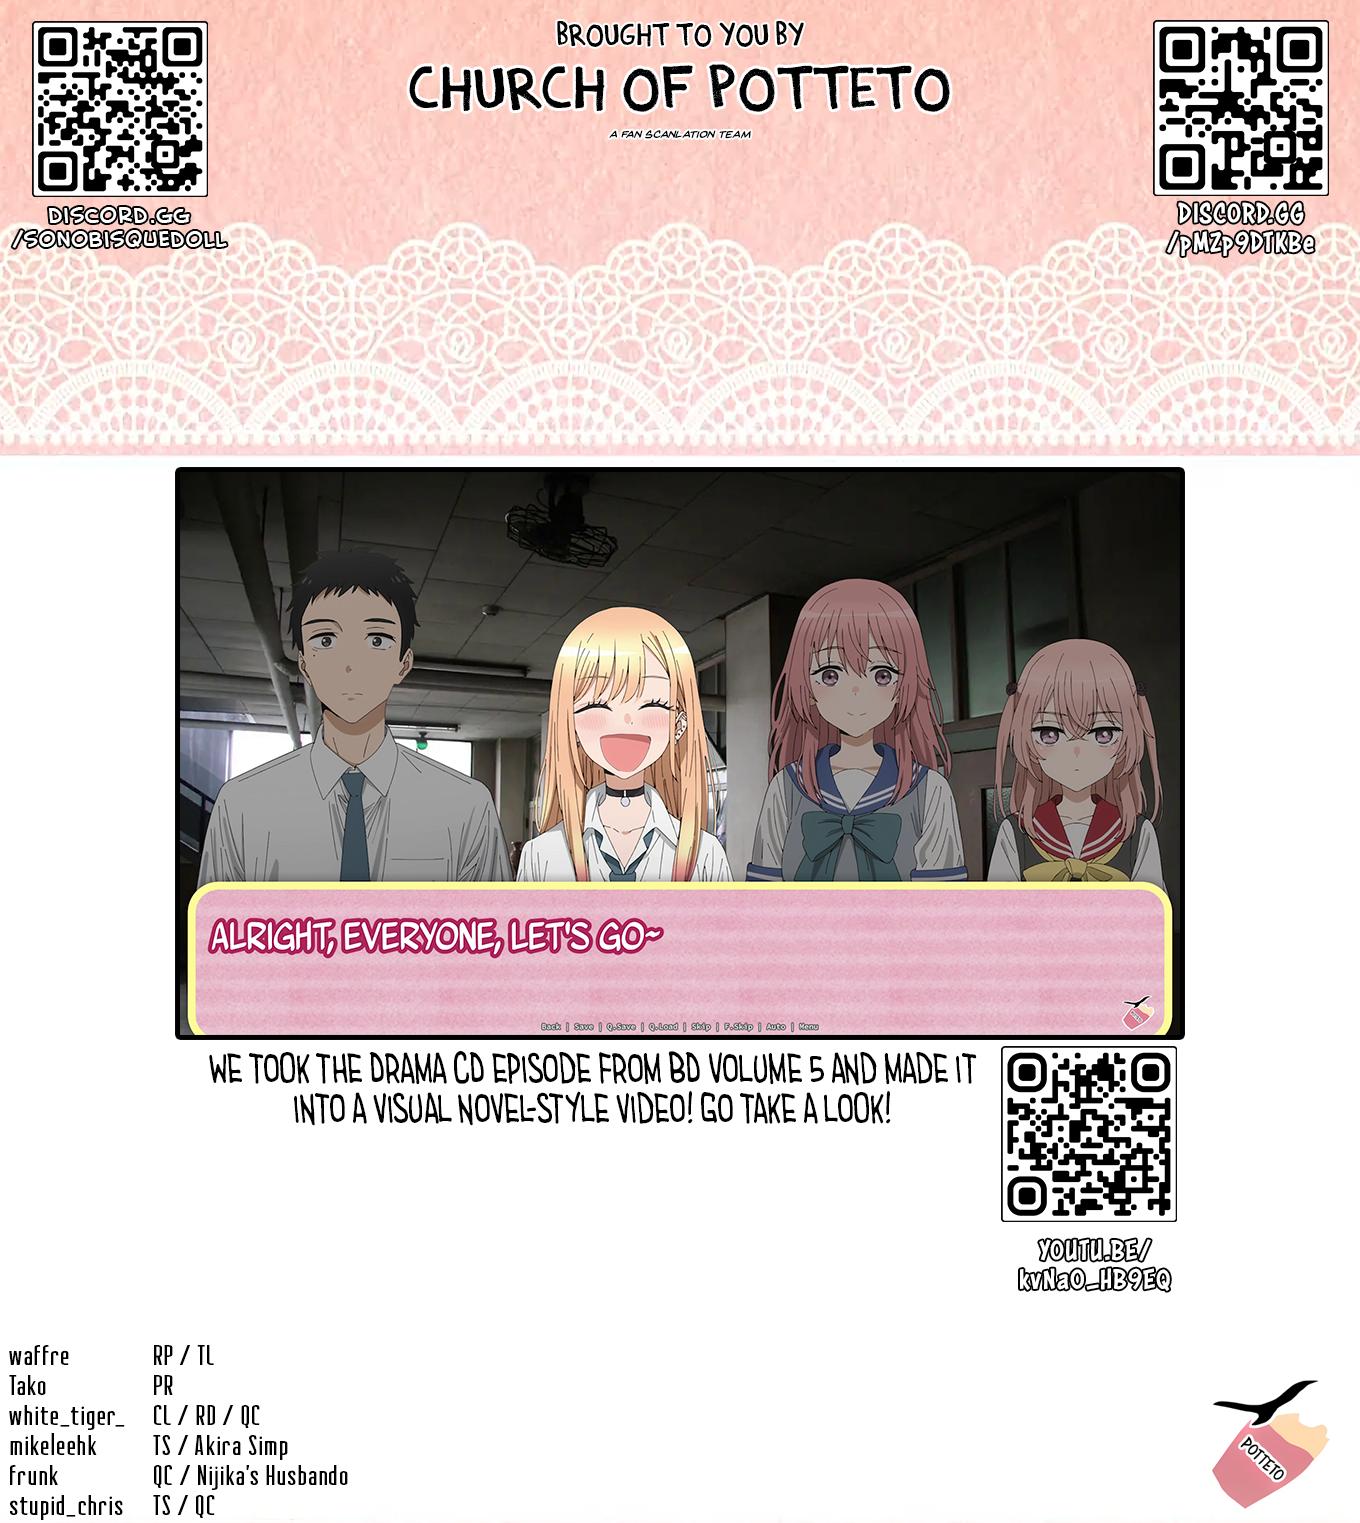 BROUGHT TO YOU BY
CHURCH OF POTTETO
A FAN SCANLATION TEAM
DISCORD.GG
/SONOBISQUEDOLL
DISCORD.GG
/pMZp9DTKBe
ALRIGHT, EVERYONE, LET'S GO~
Back | Save | Q.Save | Q.Load | Skip | F.Skip | Auto | Menu
WE TOOK THE DRAMA CD EPISODE FROM BD VOLUME 5 AND MADE IT
INTO A VISUAL NOVEL-STYLE VIDEO! GO TAKE A LOOK!
YOUTU.BE/
kvNaO_HB9EQ
waffre RP / TL
Tako PR
white_tiger_ CL / RD / QC
mikeleehk TS / Akira Simp
frunk QC / Nijika's Husbando
stupid_chris TS / QC
POTTETO